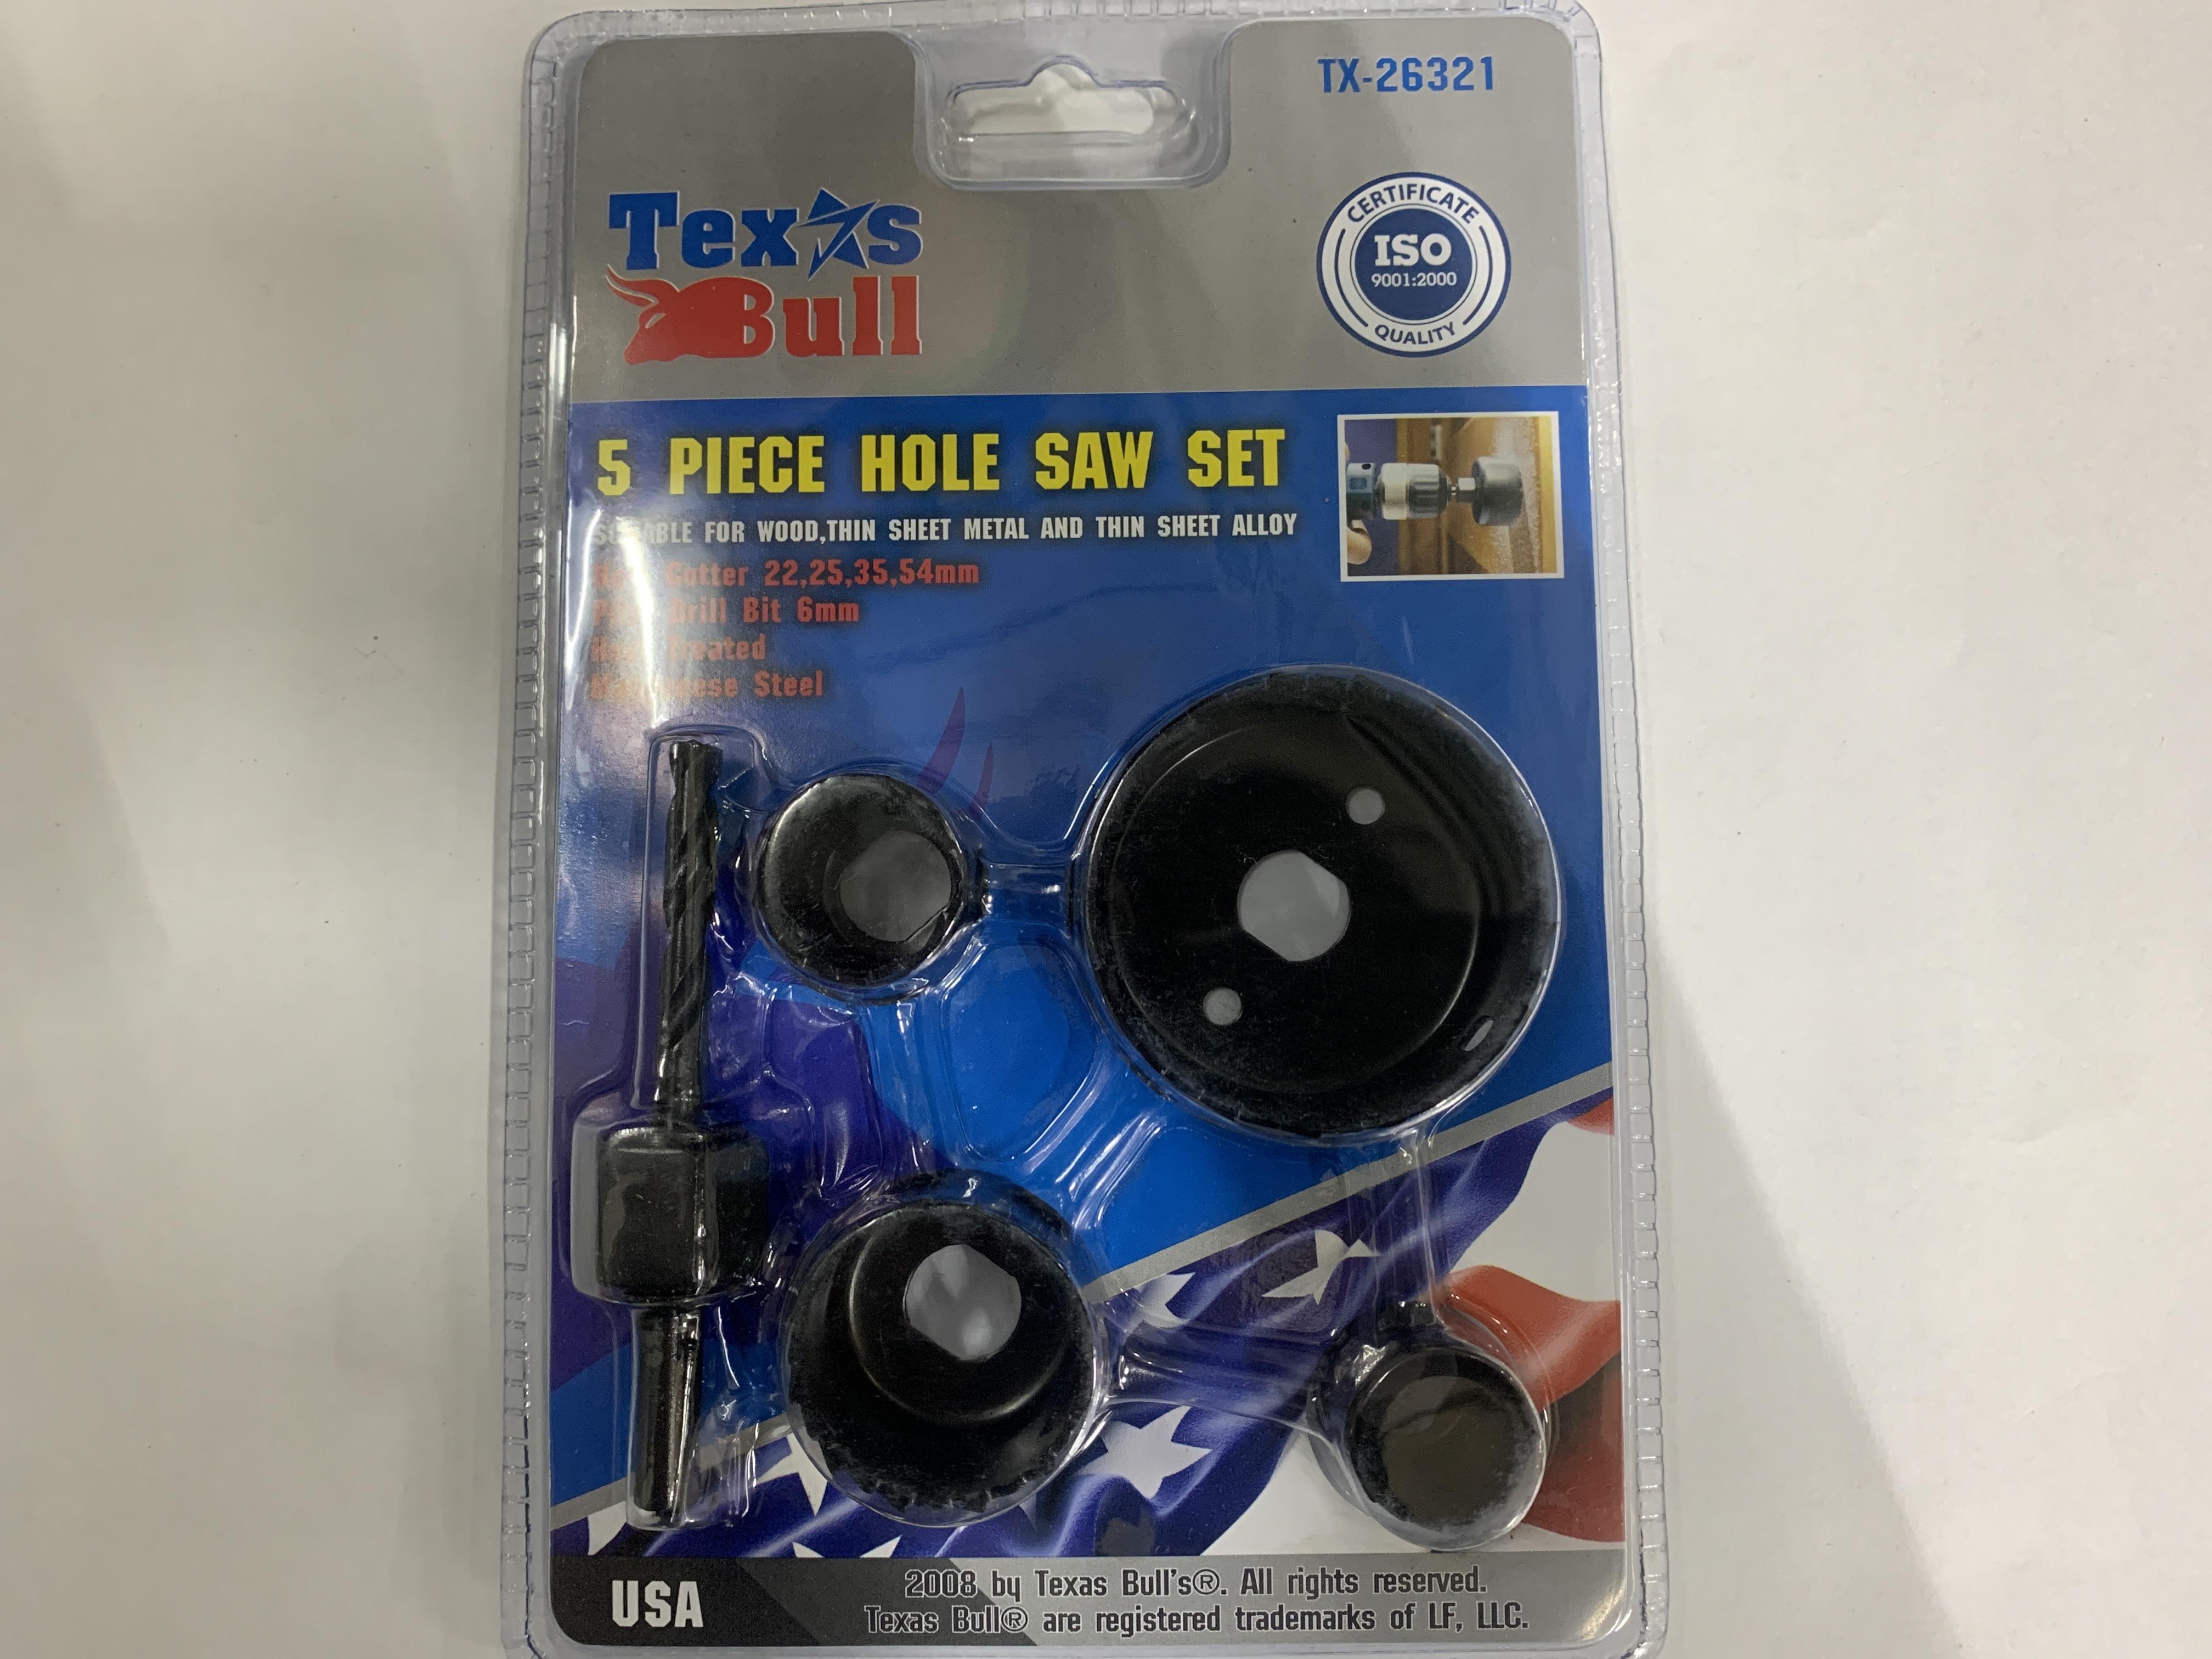 TX-26321
Texas
Bull
CERTIFICATE
ISO
9001:2000
QUALITY
5 PIECE HOLE SAW SET
SUITABLE FOR WOOD,THIN SHEET METAL AND THIN SHEET ALLOY
Cutter 22,25,35,54mm
Drill Bit 6mm
Treated
Steel
USA
2008 by Texas Bull's®. All rights reserved.
Texas Bull® are registered trademarks of LF, LLC.